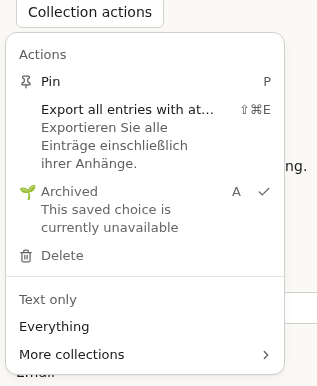 Collection actions
Actions
Pin P
Export all entries with at… ⇧⌘E
Exportieren Sie alle
Einträge einschließlich
ihrer Anhänge.
ng.
🌱 Archived A ✓
This saved choice is
currently unavailable
Delete
Text only
Everything
More collections